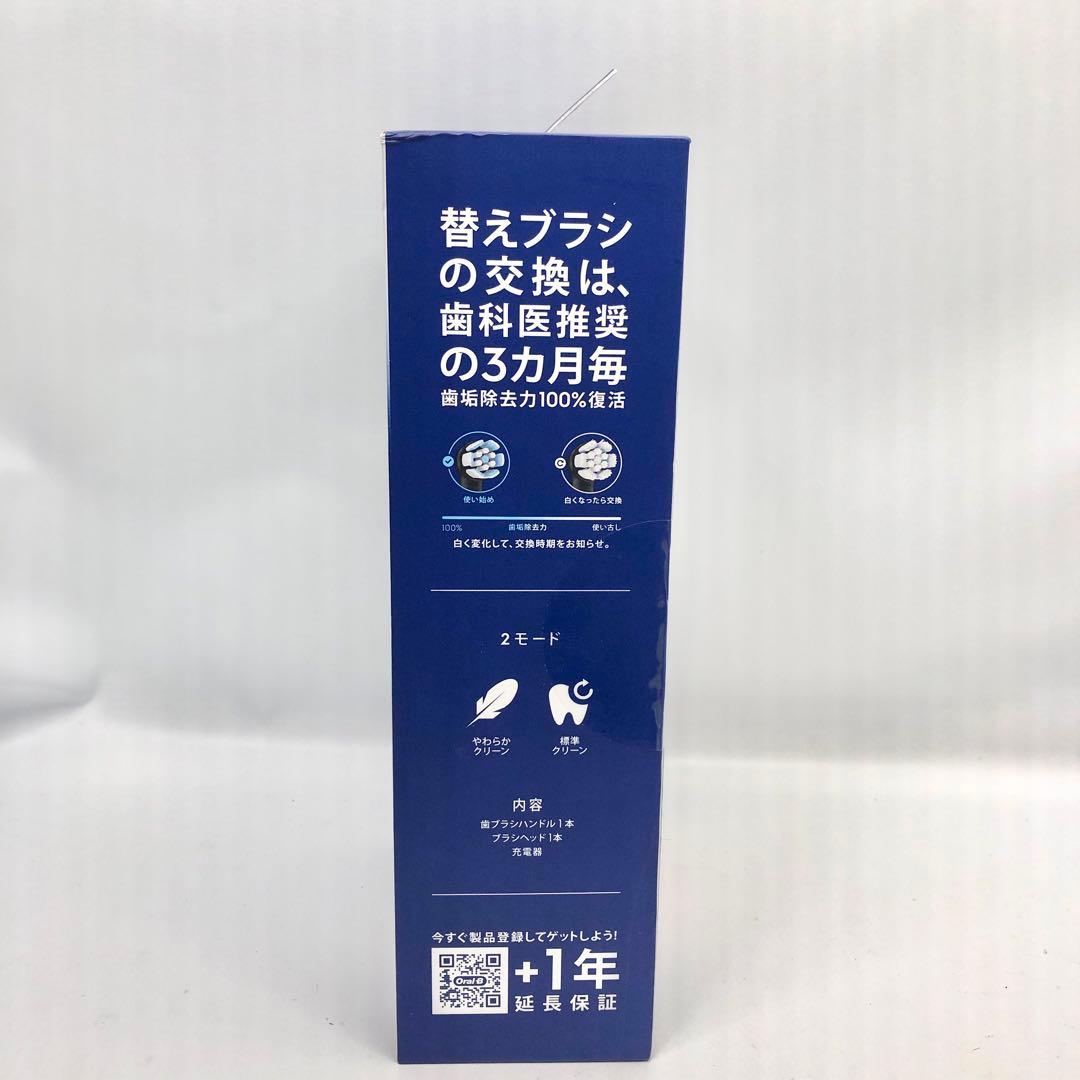 替えブラシ
の交換は、
歯科医推奨
の3カ月毎
歯垢除去力100%復活
使い始め
白くなったら交換
100%
歯垢除去力
使い古し
白く変化して、交換時期をお知らせ。
2モード
やわらか
クリーン
標準
クリーン
内容
歯ブラシハンドル1本
ブラシヘッド1本
充電器
今すぐ製品登録してゲットしよう!
Oral-B
+1年
延長保証